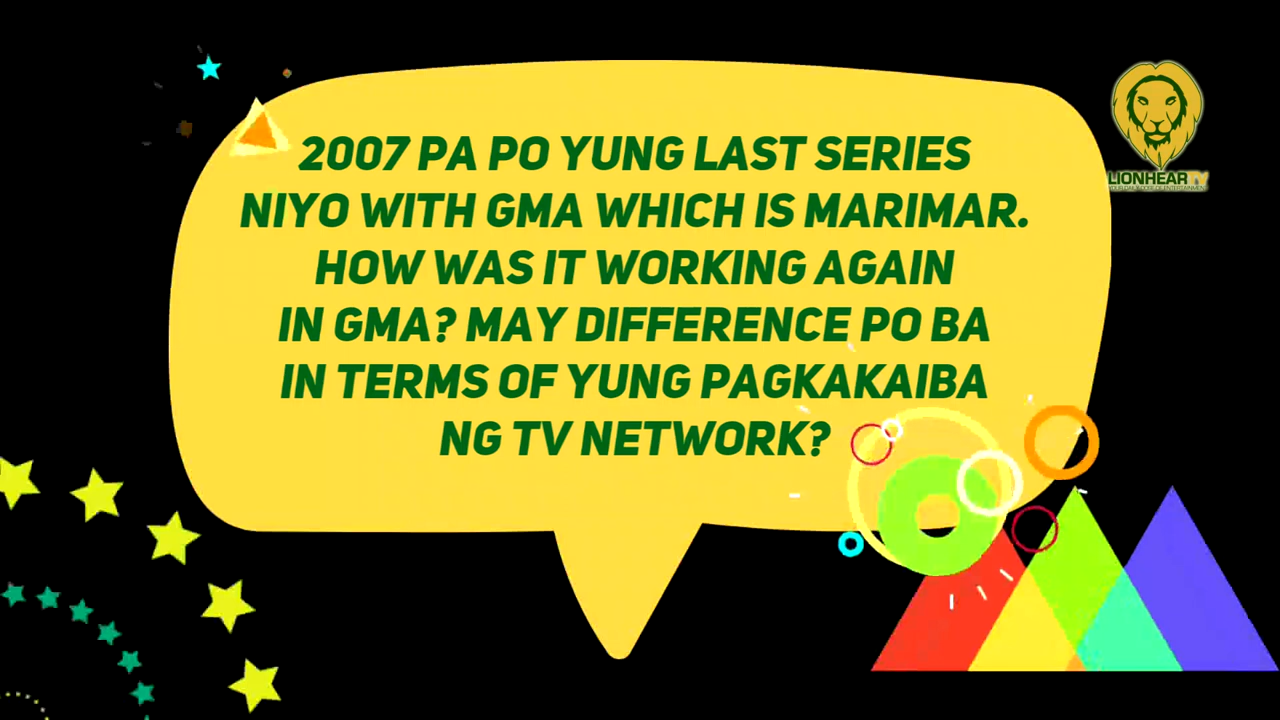 2007 PA PO YUNG LAST SERIES
NIYO WITH GMA WHICH IS MARIMAR.
HOW WAS IT WORKING AGAIN
IN GMA? MAY DIFFERENCE PO BA
IN TERMS OF YUNG PAGKAKAIBA
NG TV NETWORK?
LIONHEARTV